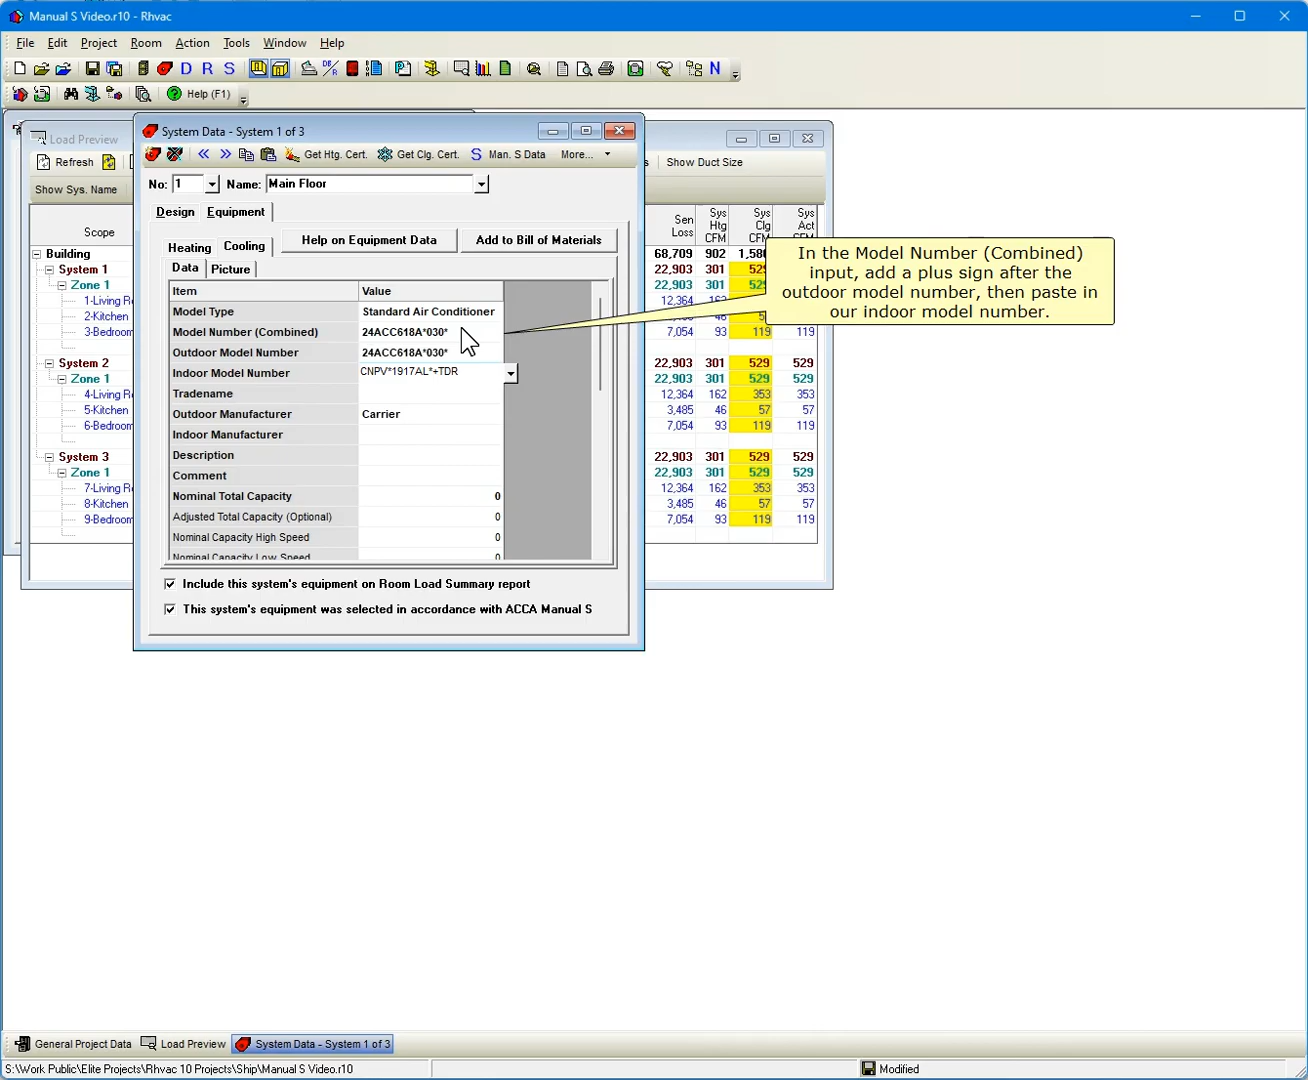 Manual S Video.r10 - Rhvac
File Edit Project Room Action Tools Window Help
D R S N
Help (F1)
Load Preview
Refresh
Show Duct Size
Show Sys. Name
Scope
Sen Loss
Sys Htg CFM
Sys Clg CFM
Sys Act CFM
Building 68,709 902 1,58
System 1 22,903 301 529
Zone 1 22,903 301 529
1-Living R 12,364 162
2-Kitchen
3-Bedroom 7,054 93 119 119
System 2 22,903 301 529 529
Zone 1 22,903 301 529 529
4-Living R 12,364 162 353 353
5-Kitchen 3,485 46 57 57
6-Bedroom 7,054 93 119 119
System 3 22,903 301 529 529
Zone 1 22,903 301 529 529
7-Living R 12,364 162 353 353
8-Kitchen 3,485 46 57 57
9-Bedroom 7,054 93 119 119
System Data - System 1 of 3
Get Htg. Cert. Get Clg. Cert. S Man. S Data More...
No: 1 Name: Main Floor
Design Equipment
Heating Cooling Help on Equipment Data Add to Bill of Materials
Data Picture
Item Value
Model Type Standard Air Conditioner
Model Number (Combined) 24ACC618A*030*
Outdoor Model Number 24ACC618A*030*
Indoor Model Number CNPV*1917AL*+TDR
Tradename
Outdoor Manufacturer Carrier
Indoor Manufacturer
Description
Comment
Nominal Total Capacity 0
Adjusted Total Capacity (Optional) 0
Nominal Capacity High Speed 0
Nominal Capacity Low Speed 0
Include this system's equipment on Room Load Summary report
This system's equipment was selected in accordance with ACCA Manual S
In the Model Number (Combined)
input, add a plus sign after the
outdoor model number, then paste in
our indoor model number.
General Project Data Load Preview System Data - System 1 of 3
S:\Work Public\Elite Projects\Rhvac 10 Projects\Ship\Manual S Video.r10 Modified